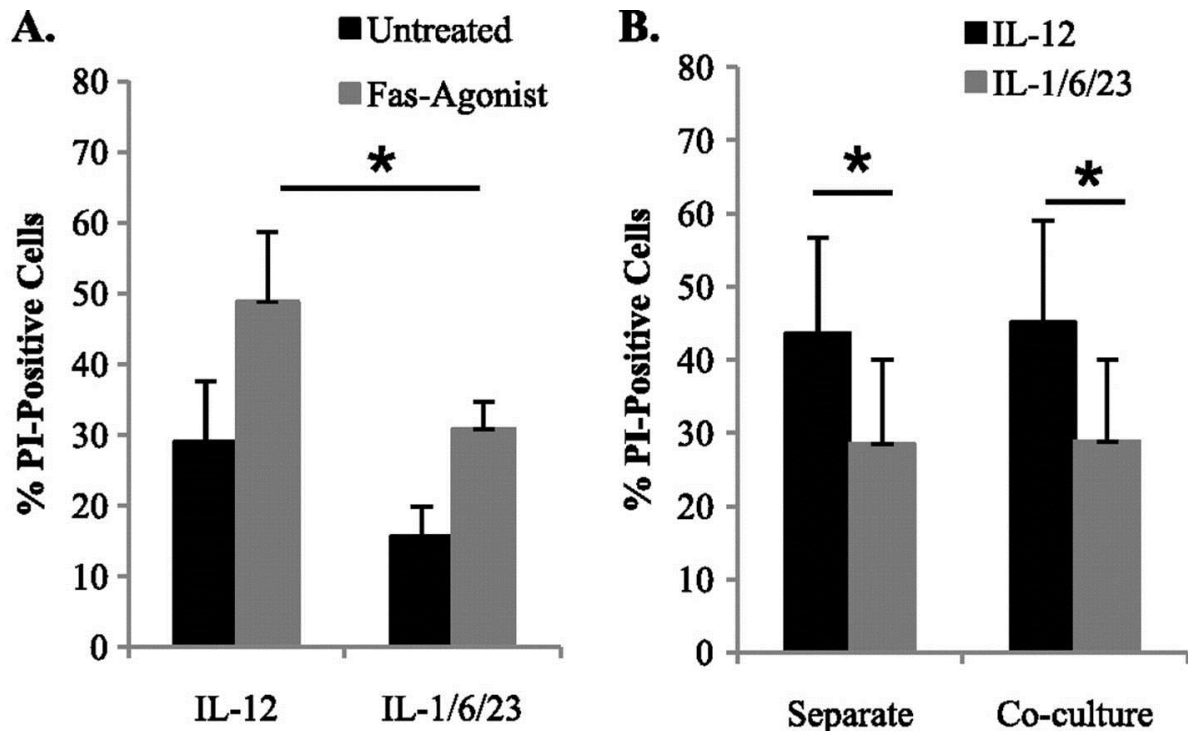 A.
Untreated
Fas-Agonist
*
% PI-Positive Cells
80
70
60
50
40
30
20
10
0
IL-12 IL-1/6/23
B.
IL-12
IL-1/6/23
*
*
% PI-Positive Cells
80
70
60
50
40
30
20
10
0
Separate Co-culture